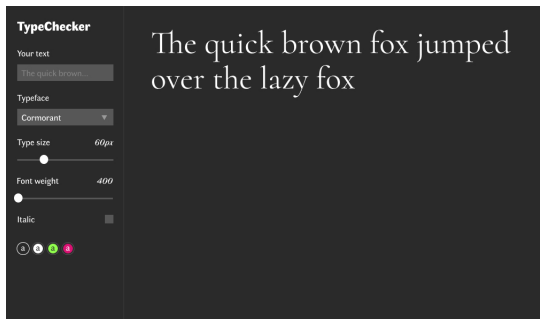 TypeChecker
Your text
The quick brown...
Typeface
Cormorant
Type size 60px
Font weight 400
Italic
a a a a
The quick brown fox jumped
over the lazy fox